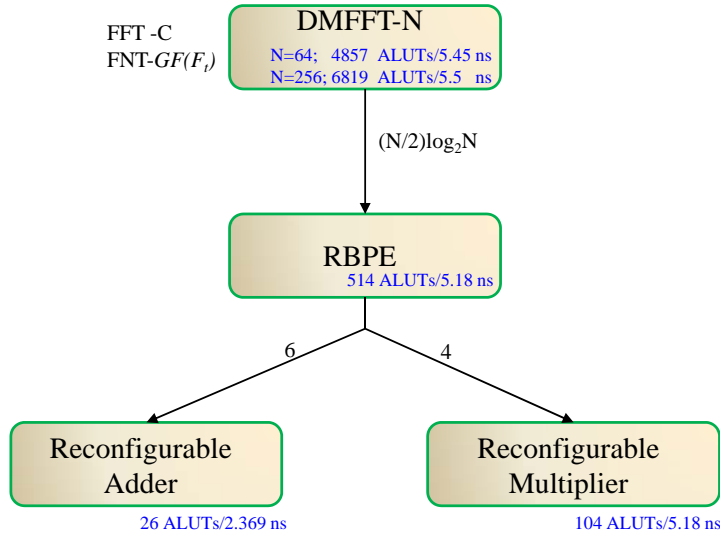 DMFFT-N
FFT -C
FNT-GF(Fₜ)
N=64; 4857 ALUTs/5.45 ns
N=256; 6819 ALUTs/5.5 ns
(N/2)log₂N
RBPE
514 ALUTs/5.18 ns
6
4
Reconfigurable
Adder
Reconfigurable
Multiplier
26 ALUTs/2.369 ns
104 ALUTs/5.18 ns